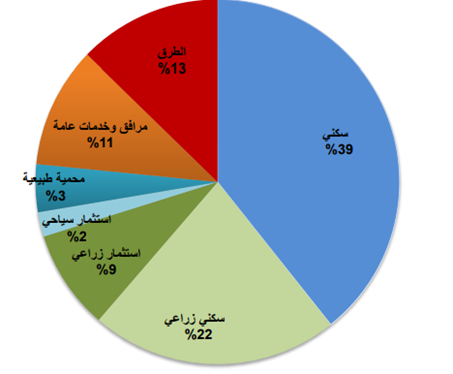 الطرق
%13
سكني
%39
مرافق وخدمات عامة
%11
محمية طبيعية
%3
استثمار سياحي
%2
استثمار زراعي
%9
سكني زراعي
%22